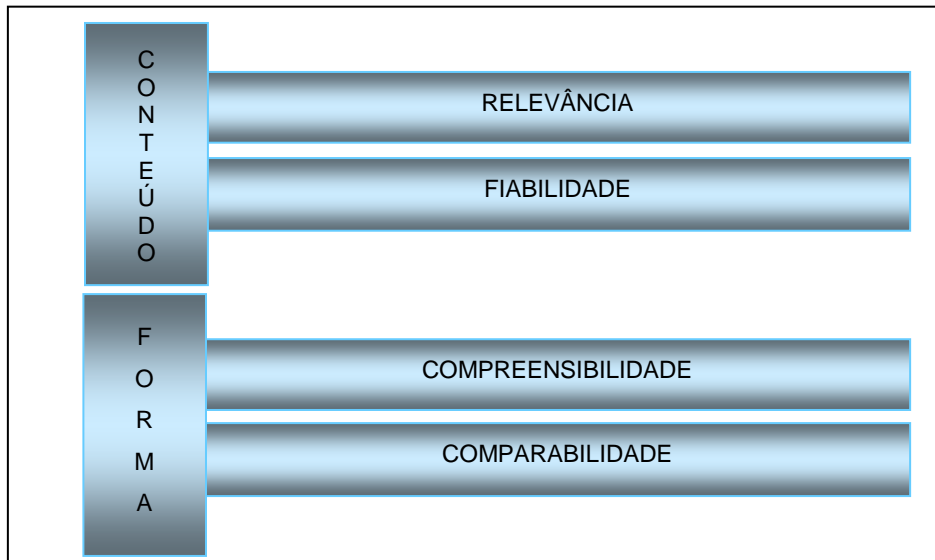 CONTEÚDO
RELEVÂNCIA
FIABILIDADE
FORMA
COMPREENSIBILIDADE
COMPARABILIDADE